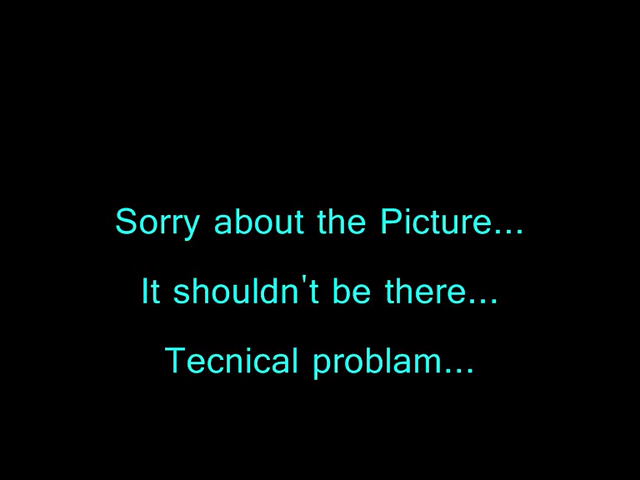 Sorry about the Picture...
It shouldn't be there...
Tecnical problam...